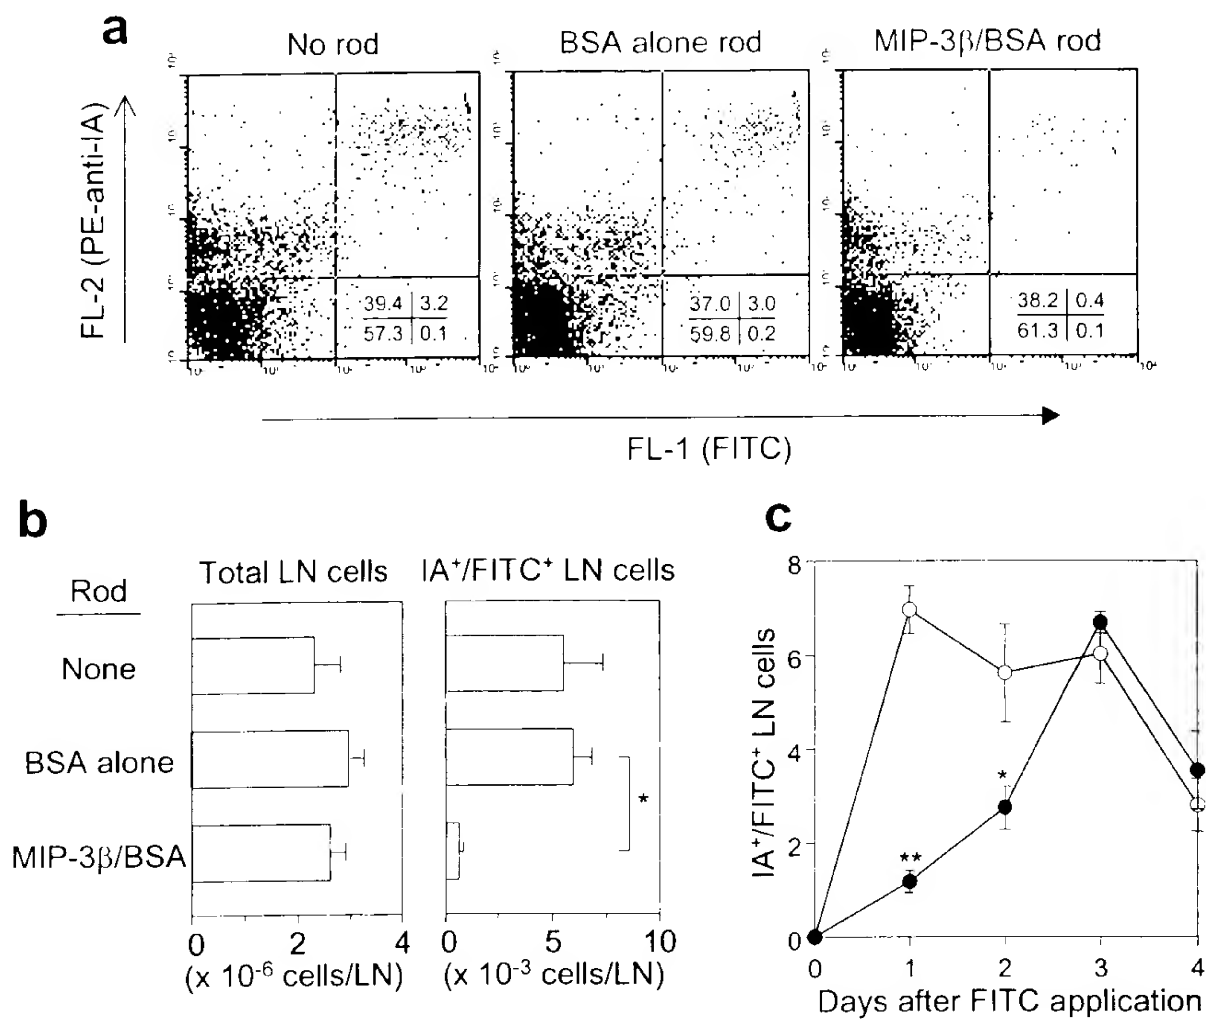 a
No rod
BSA alone rod
MIP-3β/BSA rod
FL-2 (PE-anti-IA)
39.4 3.2
57.3 0.1
37.0 3.0
59.8 0.2
38.2 0.4
61.3 0.1
FL-1 (FITC)
b
Rod
Total LN cells
IA⁺/FITC⁺ LN cells
None
BSA alone
MIP-3β/BSA
*
0 2 4
0 5 10
(x 10⁻⁶ cells/LN)
(x 10⁻³ cells/LN)
c
IA⁺/FITC⁺ LN cells
8
6
4
2
0
**
*
0 1 2 3 4
Days after FITC application